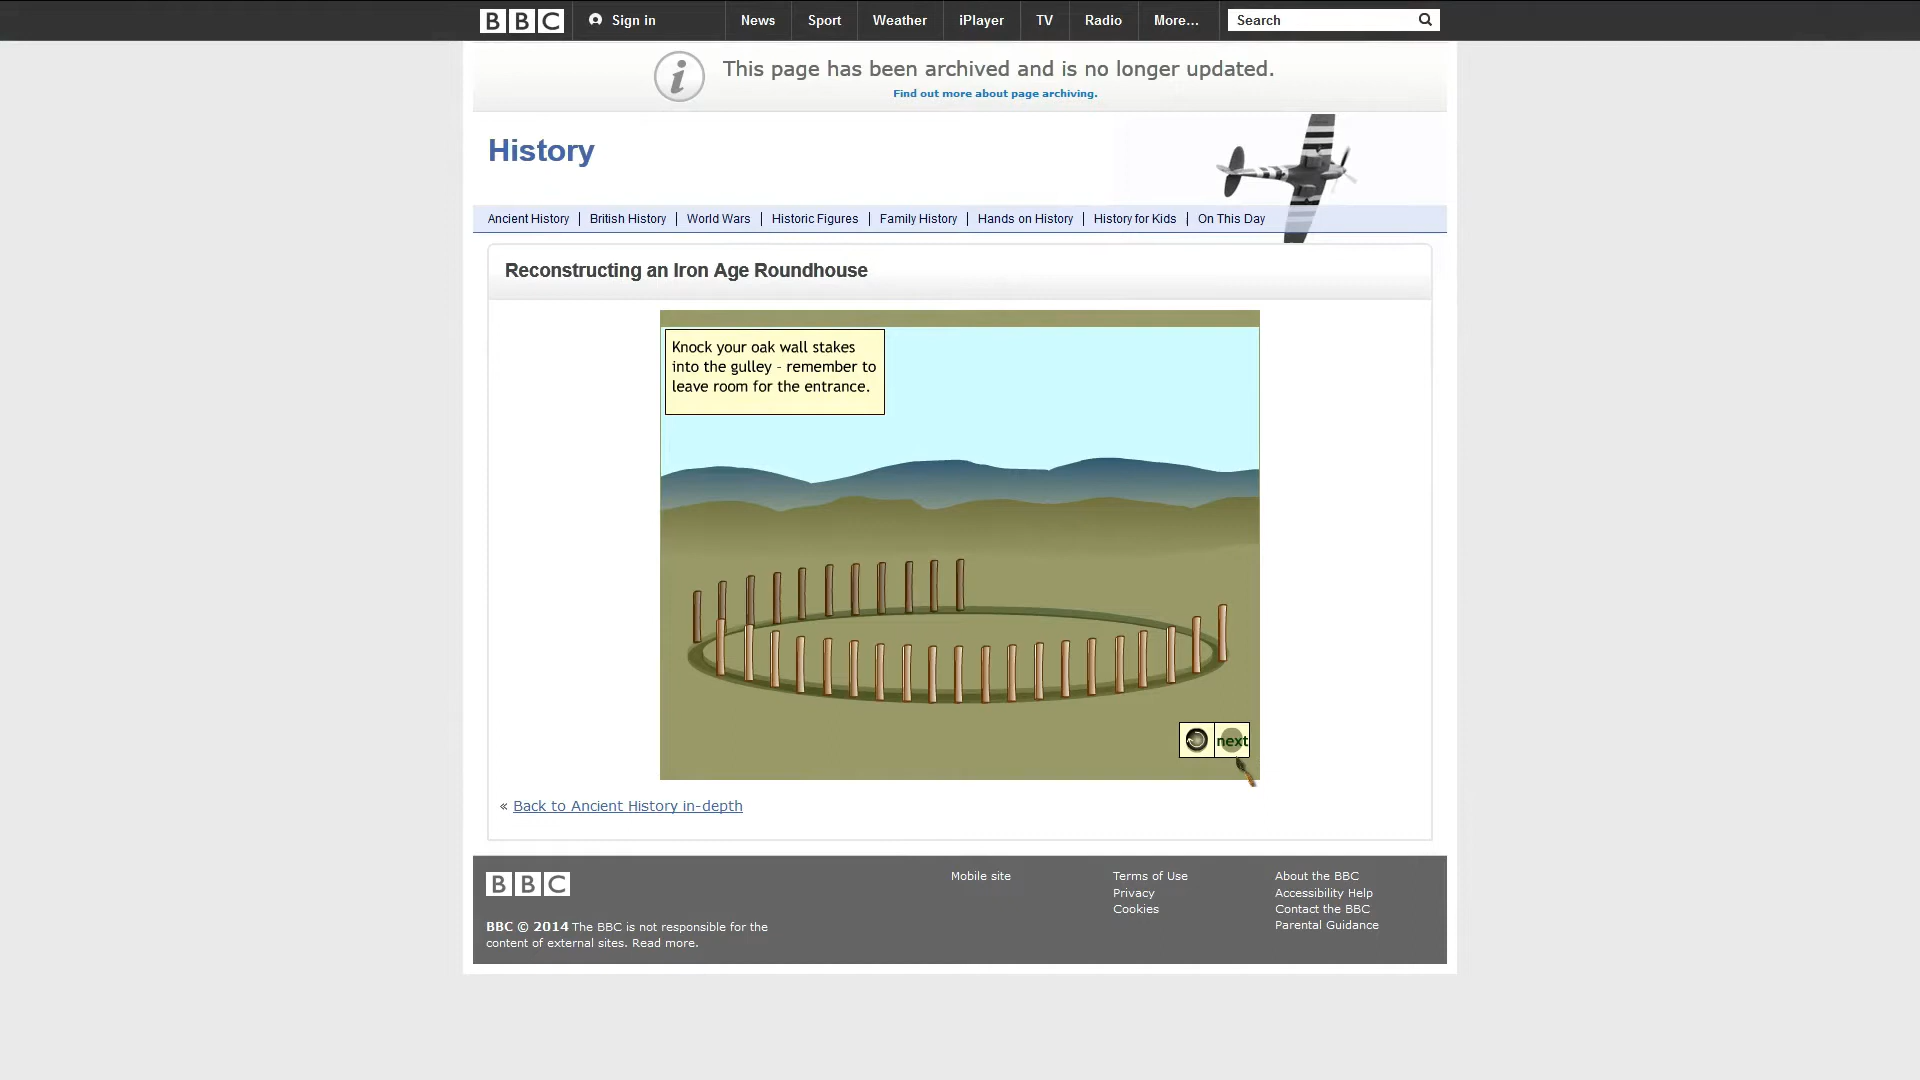 BBC Sign in News Sport Weather iPlayer TV Radio More... Search
This page has been archived and is no longer updated.
Find out more about page archiving.
History
Ancient History | British History | World Wars | Historic Figures | Family History | Hands on History | History for Kids | On This Day
Reconstructing an Iron Age Roundhouse
Knock your oak wall stakes
into the gulley - remember to
leave room for the entrance.
next
« Back to Ancient History in-depth
BBC
Mobile site
Terms of Use
Privacy
Cookies
About the BBC
Accessibility Help
Contact the BBC
Parental Guidance
BBC © 2014 The BBC is not responsible for the
content of external sites. Read more.